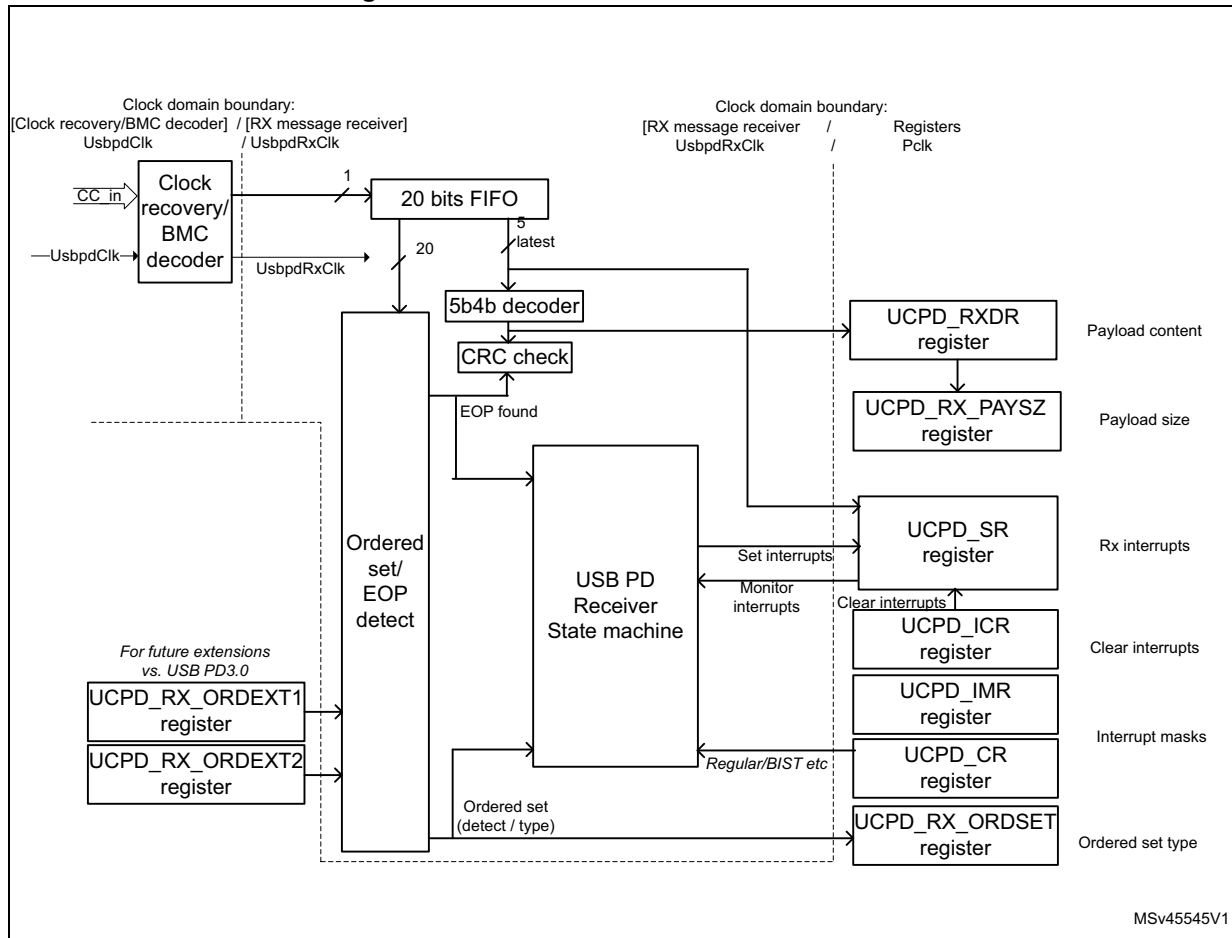 Clock domain boundary:
[Clock recovery/BMC decoder] / [RX message receiver]
UsbpdClk / UsbpdRxClk
Clock domain boundary:
[RX message receiver / Registers
UsbpdRxClk / Pclk
CC_in
Clock
recovery/
BMC
decoder
UsbpdClk
1
20 bits FIFO
UsbpdRxClk
20
5
latest
5b4b decoder
CRC check
EOP found
UCPD_RXDR
register
Payload content
UCPD_RX_PAYSZ
register
Payload size
Ordered
set/
EOP
detect
USB PD
Receiver
State machine
Set interrupts
Monitor
interrupts
UCPD_SR
register
Rx interrupts
Clear interrupts
UCPD_ICR
register
Clear interrupts
For future extensions
vs. USB PD3.0
UCPD_RX_ORDEXT1
register
UCPD_RX_ORDEXT2
register
UCPD_IMR
register
Interrupt masks
UCPD_CR
register
Regular/BIST etc
Ordered set
(detect / type)
UCPD_RX_ORDSET
register
Ordered set type
MSv45545V1